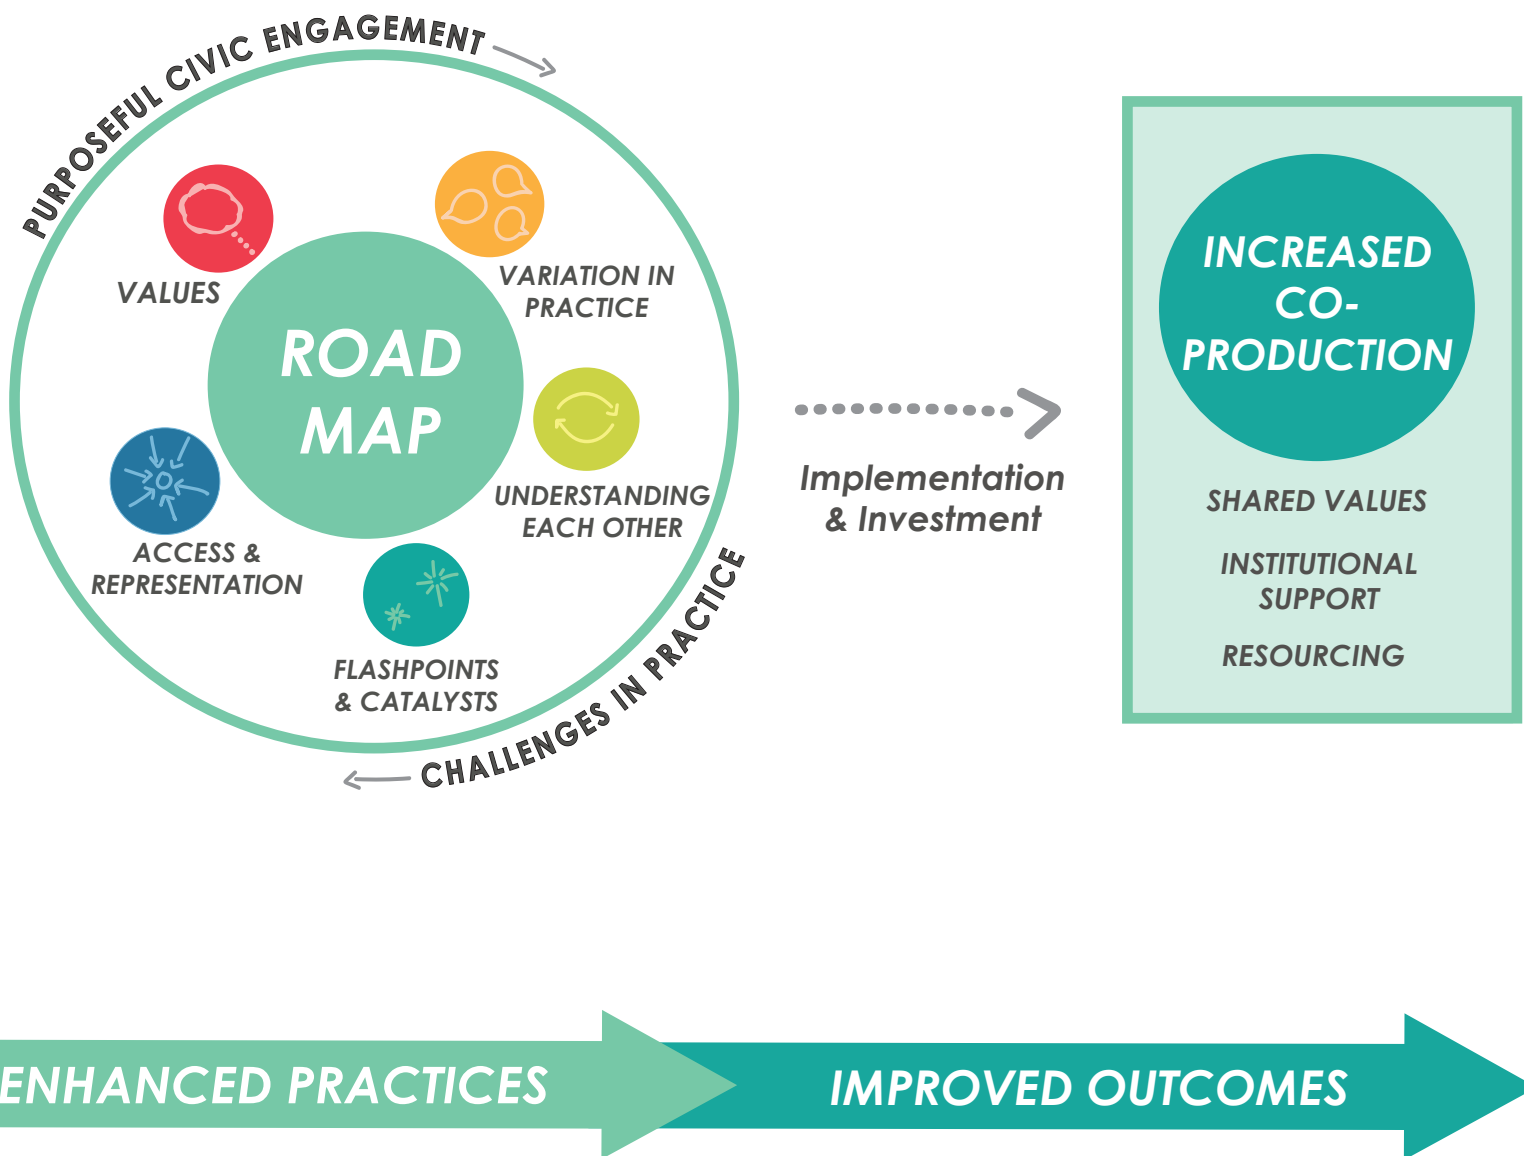 PURPOSEFUL CIVIC ENGAGEMENT
VALUES
VARIATION IN
PRACTICE
ROAD
MAP
UNDERSTANDING
EACH OTHER
ACCESS &
REPRESENTATION
FLASHPOINTS
& CATALYSTS
CHALLENGES IN PRACTICE
Implementation
& Investment
INCREASED
CO-
PRODUCTION
SHARED VALUES
INSTITUTIONAL
SUPPORT
RESOURCING
ENHANCED PRACTICES
IMPROVED OUTCOMES